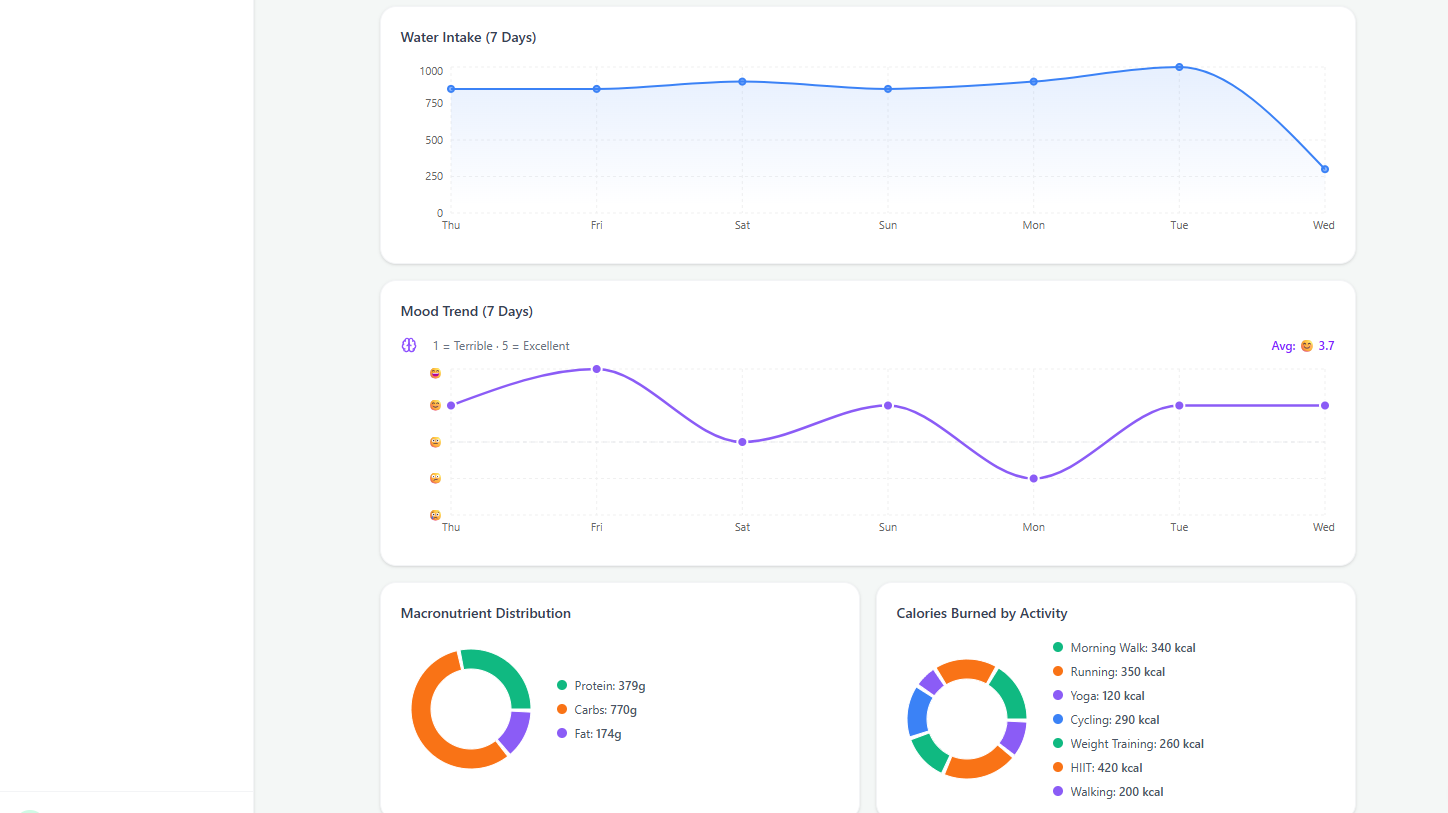 Water Intake (7 Days)
1000
750
500
250
0
Thu Fri Sat Sun Mon Tue Wed
Mood Trend (7 Days)
1 = Terrible · 5 = Excellent
Avg: 😊 3.7
Thu Fri Sat Sun Mon Tue Wed
Macronutrient Distribution
Protein: 379g
Carbs: 770g
Fat: 174g
Calories Burned by Activity
Morning Walk: 340 kcal
Running: 350 kcal
Yoga: 120 kcal
Cycling: 290 kcal
Weight Training: 260 kcal
HIIT: 420 kcal
Walking: 200 kcal